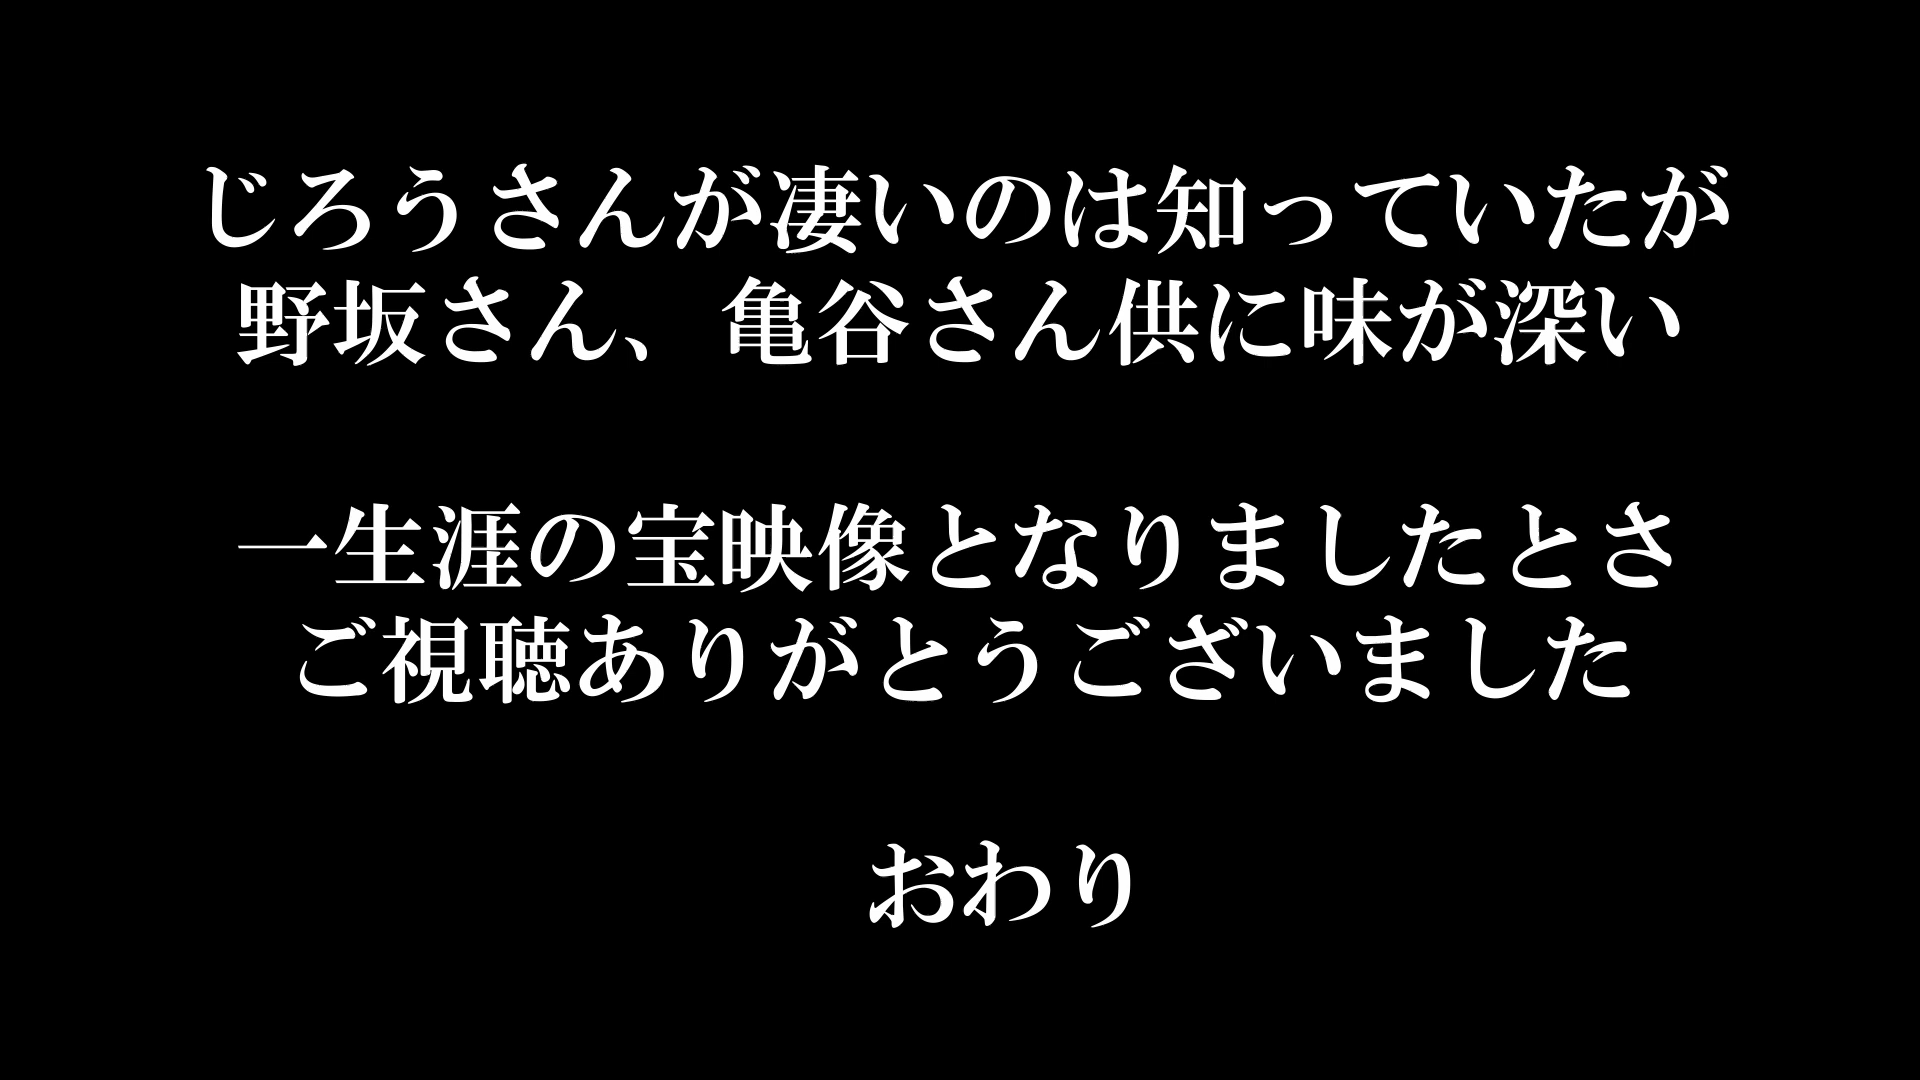 じろうさんが凄いのは知っていたが
野坂さん、亀谷さん供に味が深い
一生涯の宝映像となりましたとさ
ご視聴ありがとうございました
おわり